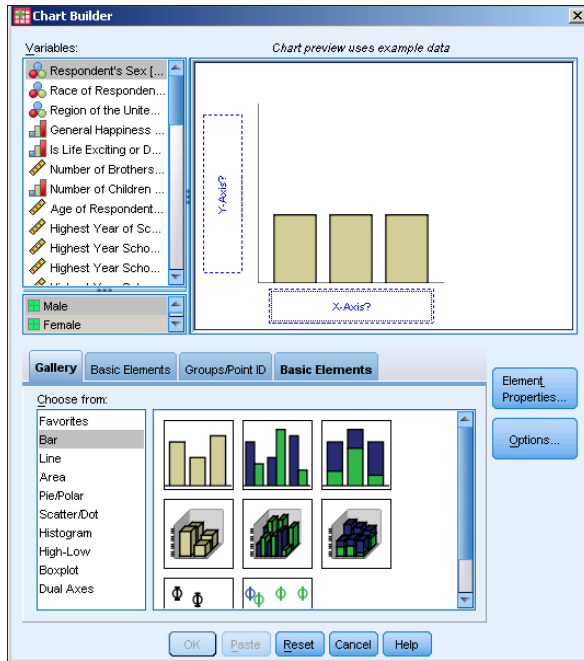 Chart Builder
Variables:
Chart preview uses example data
Respondent's Sex [...
Race of Responden...
Region of the Unite...
General Happiness ...
Is Life Exciting or D...
Number of Brothers...
Number of Children ...
Age of Respondent...
Highest Year of Sc...
Highest Year Scho...
Highest Year Scho...
Male
Female
Y-Axis?
X-Axis?
Gallery
Basic Elements
Groups/Point ID
Basic Elements
Choose from:
Favorites
Bar
Line
Area
Pie/Polar
Scatter/Dot
Histogram
High-Low
Boxplot
Dual Axes
Element
Properties...
Options...
OK
Paste
Reset
Cancel
Help